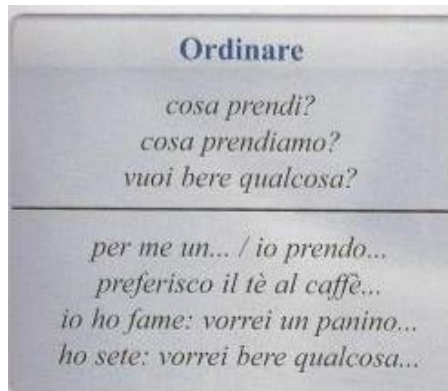 Ordinare
cosa prendi?
cosa prendiamo?
vuoi bere qualcosa?
per me un... / io prendo...
preferisco il tè al caffè...
io ho fame: vorrei un panino...
ho sete: vorrei bere qualcosa...